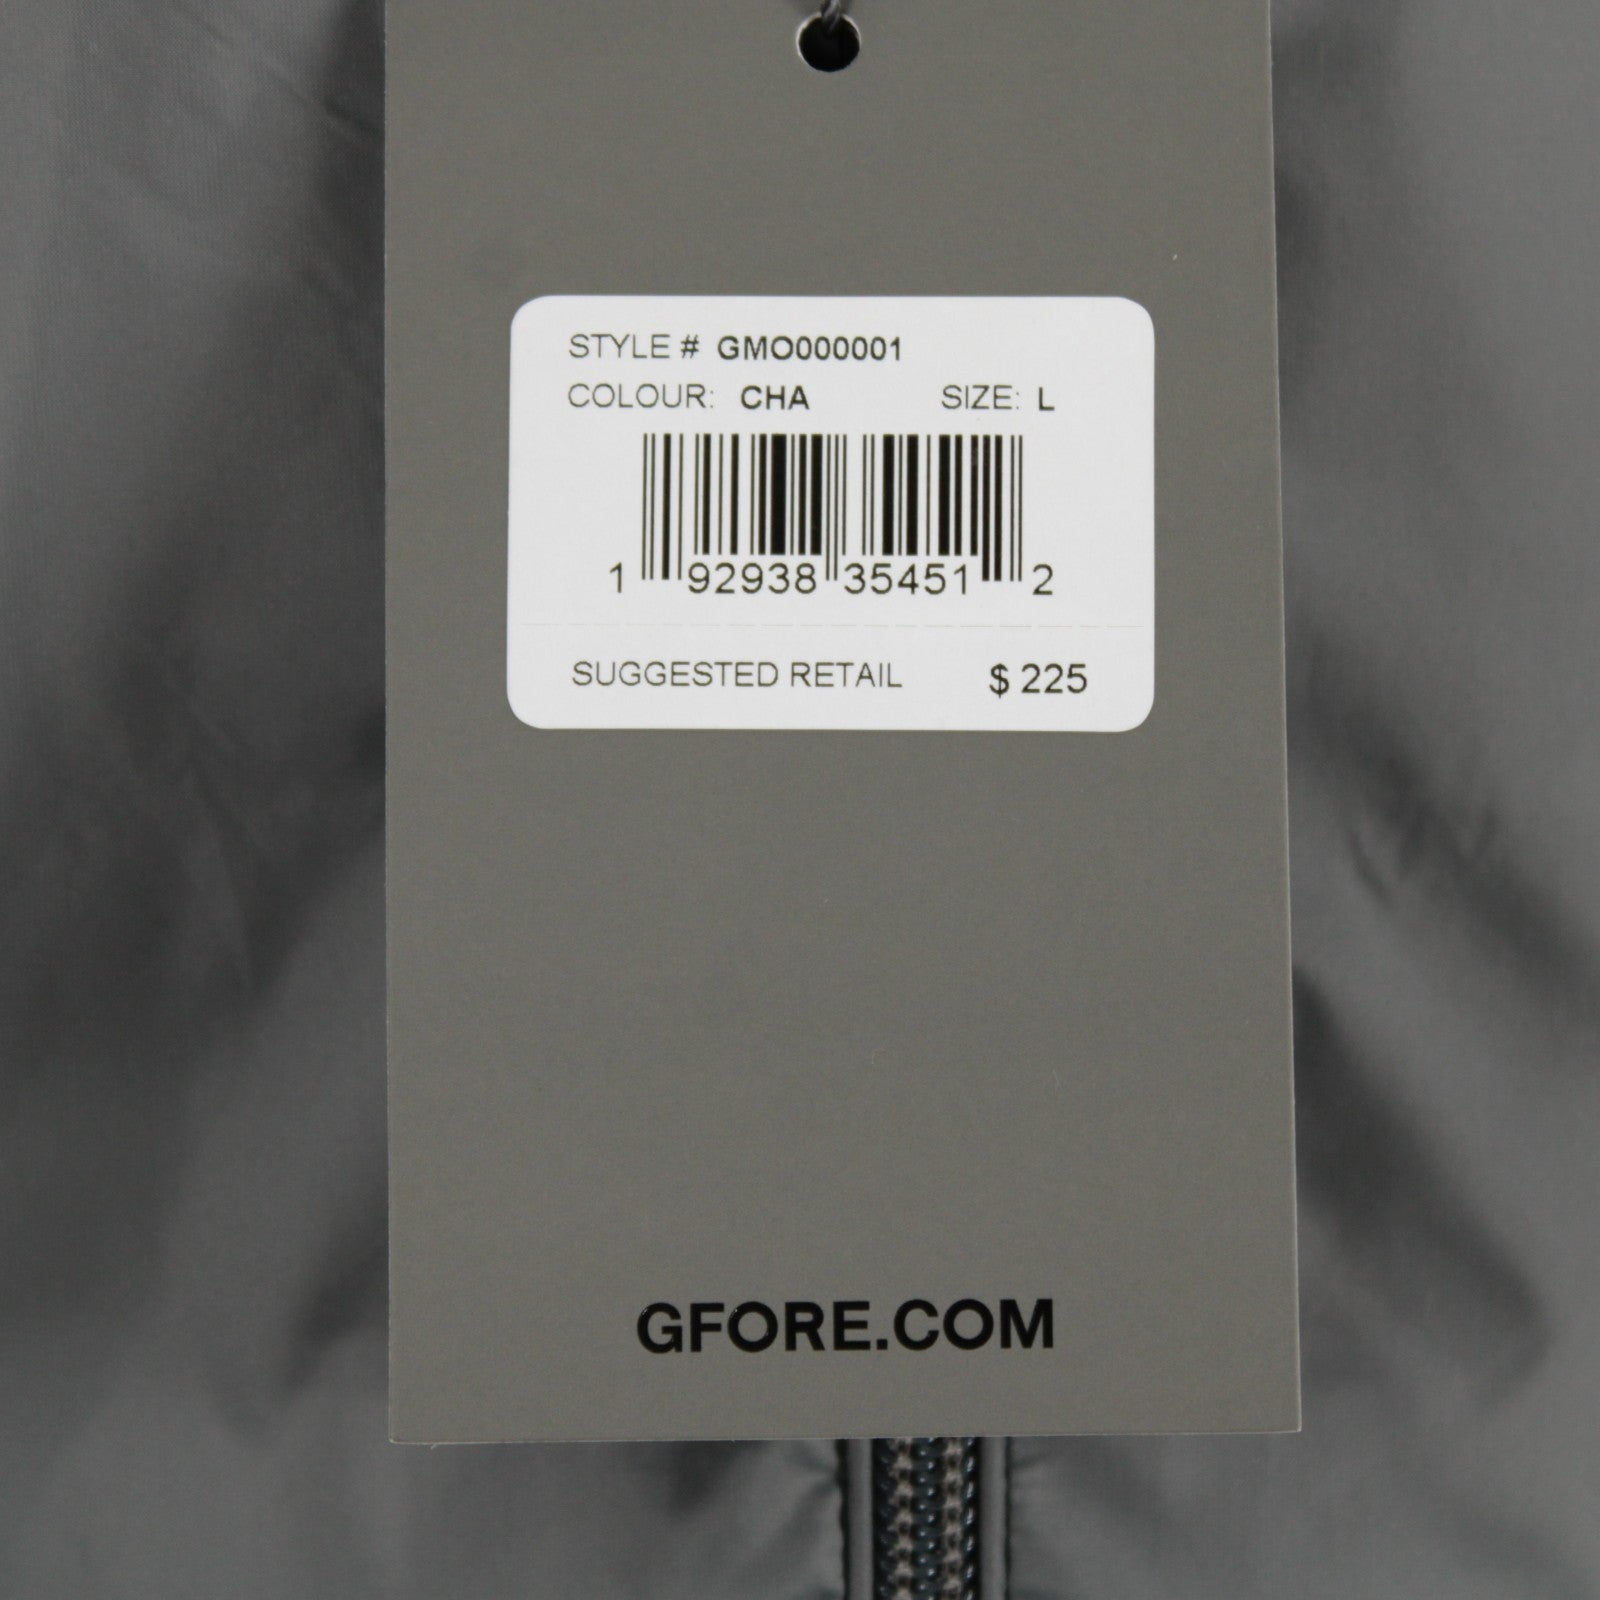 STYLE # GMO000001
COLOUR: CHA SIZE: L
1 92938 35451 2
SUGGESTED RETAIL $ 225
GFORE.COM